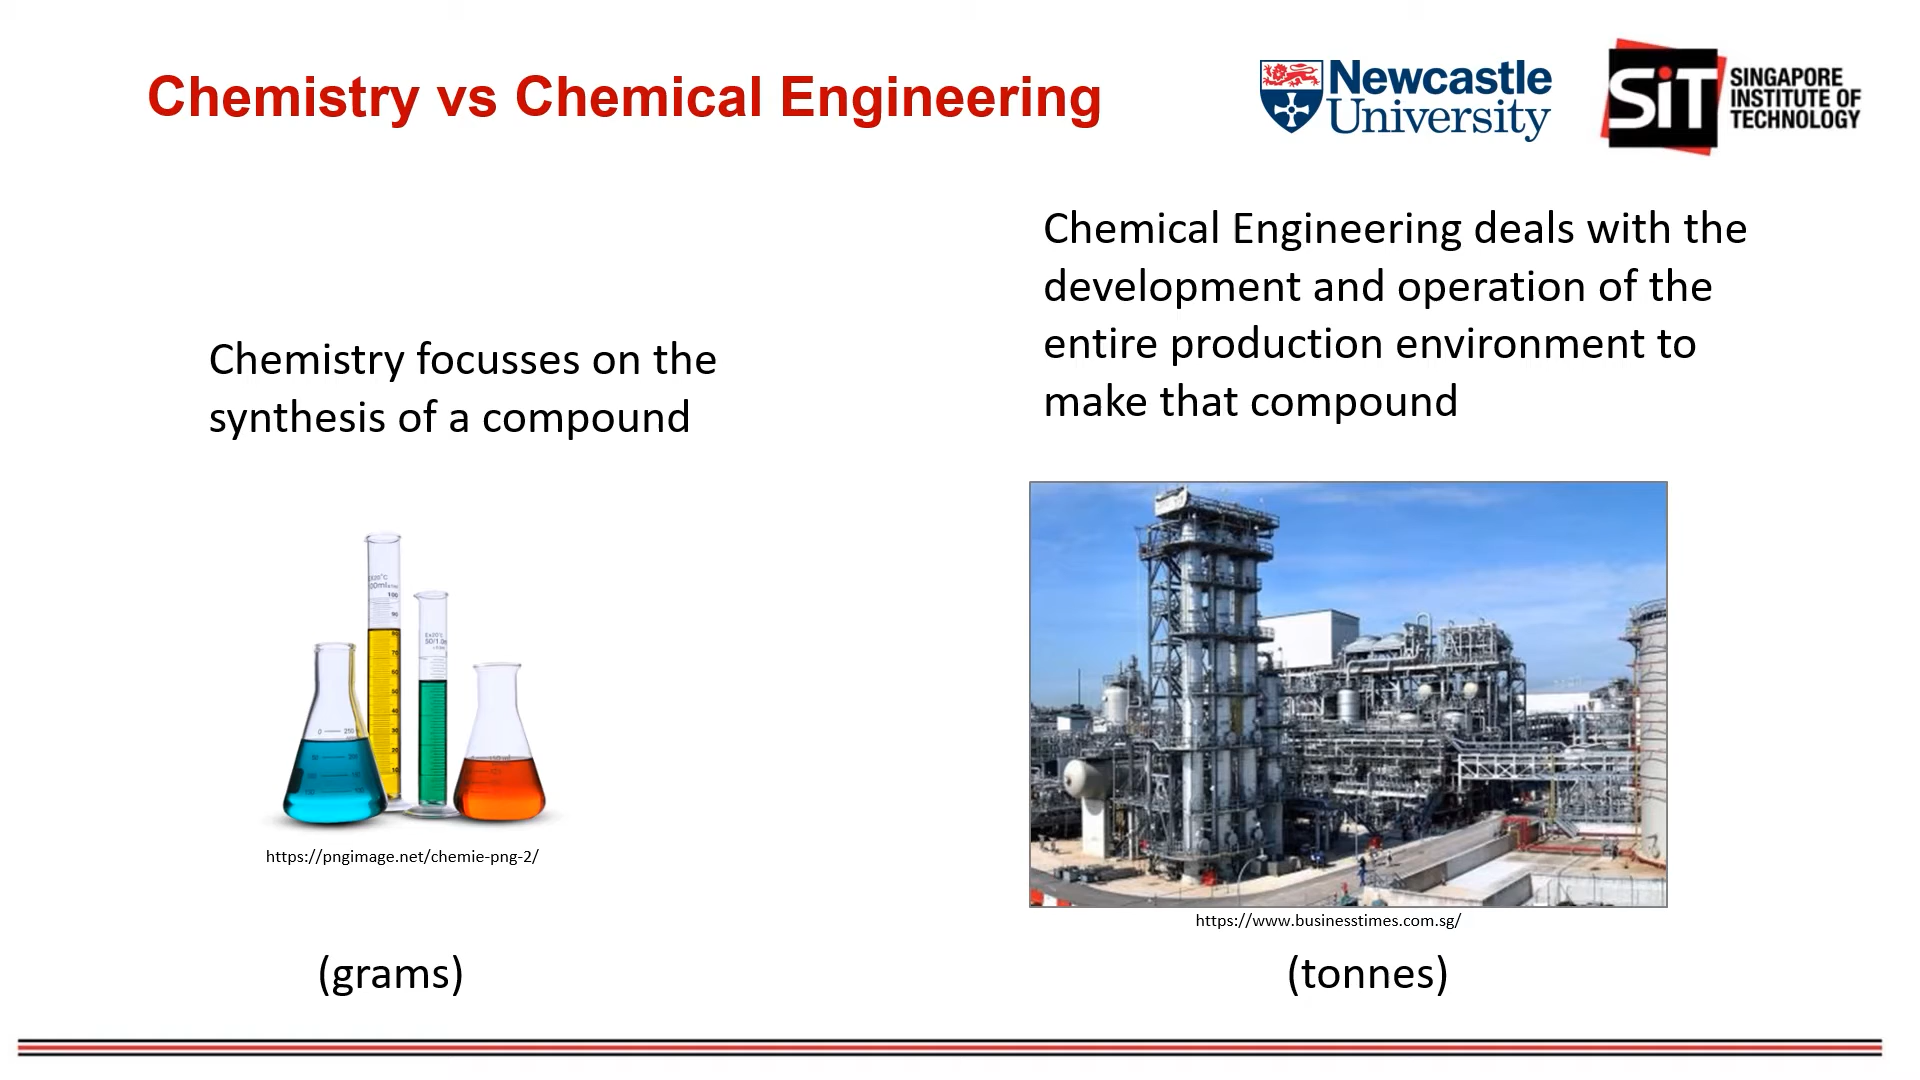 Chemistry vs Chemical Engineering
Newcastle
University
SiT
SINGAPORE
INSTITUTE OF
TECHNOLOGY
Chemistry focusses on the
synthesis of a compound
https://pngimage.net/chemie-png-2/
(grams)
Chemical Engineering deals with the
development and operation of the
entire production environment to
make that compound
https://www.businesstimes.com.sg/
(tonnes)